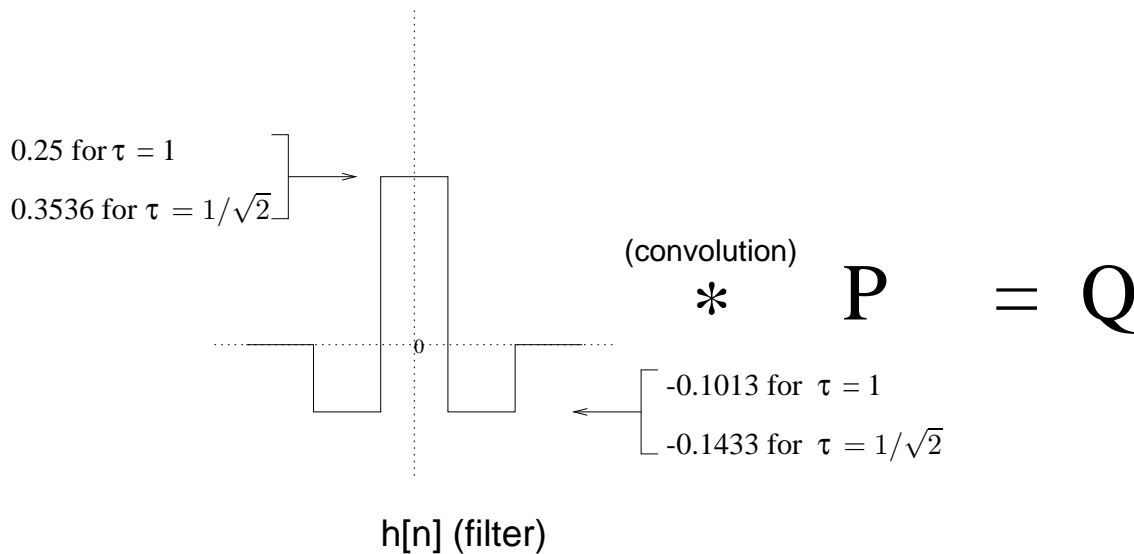 0.25 for τ = 1
0.3536 for τ = 1/√2
(convolution)
* P = Q
0
-0.1013 for τ = 1
-0.1433 for τ = 1/√2
h[n] (filter)